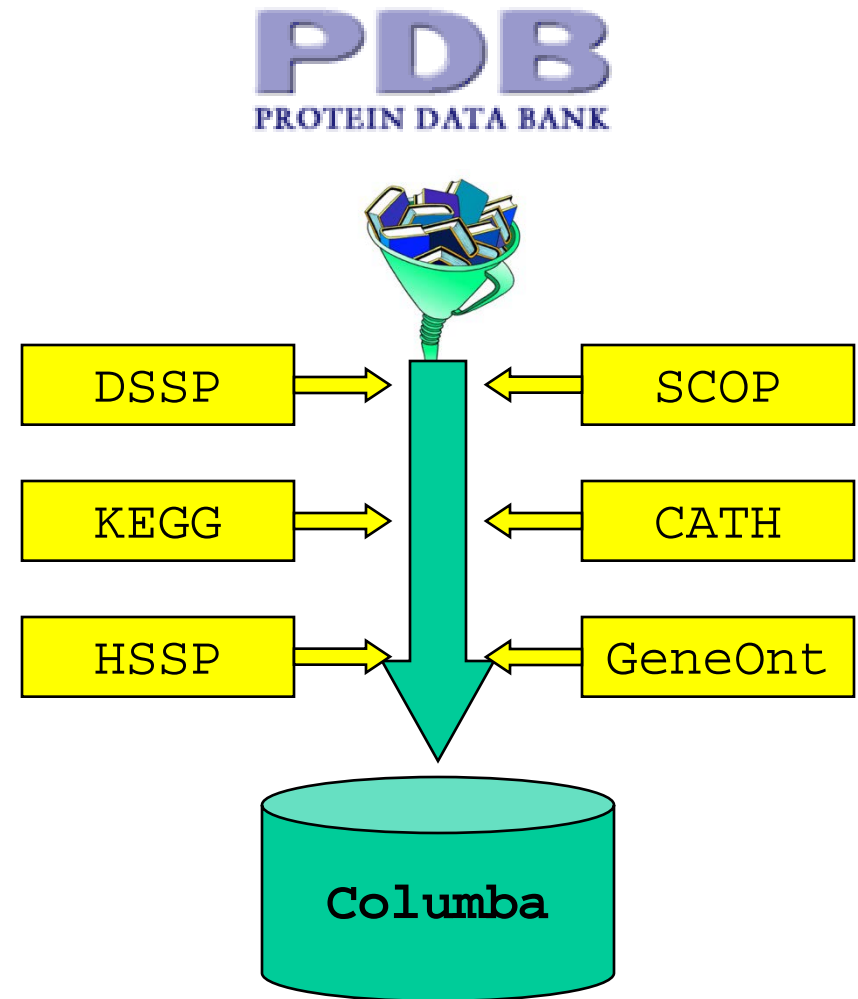 PDB
PROTEIN DATA BANK
DSSP
SCOP
KEGG
CATH
HSSP
GeneOnt
Columba